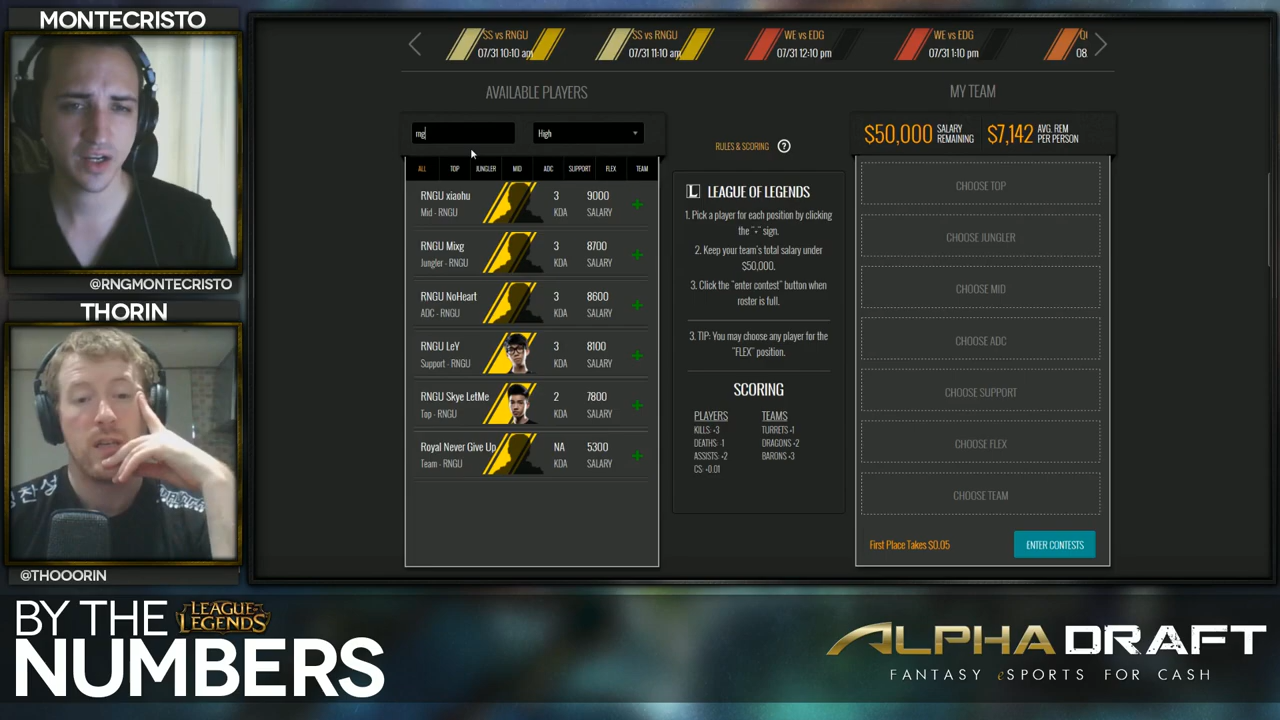 MONTECRISTO
@RNGMONTECRISTO
THORIN
@THOOORIN
SS vs RNGU
07/31 10:10 am
SS vs RNGU
07/31 11:10 am
WE vs EDG
07/31 12:10 pm
WE vs EDG
07/31 1:10 pm
08.
AVAILABLE PLAYERS
rng
High
ALL TOP JUNGLER MID ADC SUPPORT FLEX TEAM
RNGU xiaohu 3 9000
Mid - RNGU KDA SALARY
RNGU Mlxg 3 8700
Jungler - RNGU KDA SALARY
RNGU NoHeart 3 8600
ADC - RNGU KDA SALARY
RNGU LeY 3 8100
Support - RNGU KDA SALARY
RNGU Skye LetMe 2 7800
Top - RNGU KDA SALARY
Royal Never Give Up NA 5300
Team - RNGU KDA SALARY
RULES & SCORING ?
L LEAGUE OF LEGENDS
1. Pick a player for each position by clicking
the "+" sign.
2. Keep your team's total salary under
$50,000.
3. Click the "enter contest" button when
roster is full.
3. TIP: You may choose any player for the
"FLEX" position.
SCORING
PLAYERS TEAMS
KILLS: +3 TURRETS +1
DEATHS: -1 DRAGONS +2
ASSISTS: +2 BARONS +3
CS: +0.01
MY TEAM
$50,000 SALARY REMAINING $7,142 AVG. REM PER PERSON
CHOOSE TOP
CHOOSE JUNGLER
CHOOSE MID
CHOOSE ADC
CHOOSE SUPPORT
CHOOSE FLEX
CHOOSE TEAM
First Place Takes $0.05 ENTER CONTESTS
BY THE LEAGUE OF LEGENDS
NUMBERS
ALPHADRAFT
FANTASY eSPORTS FOR CASH